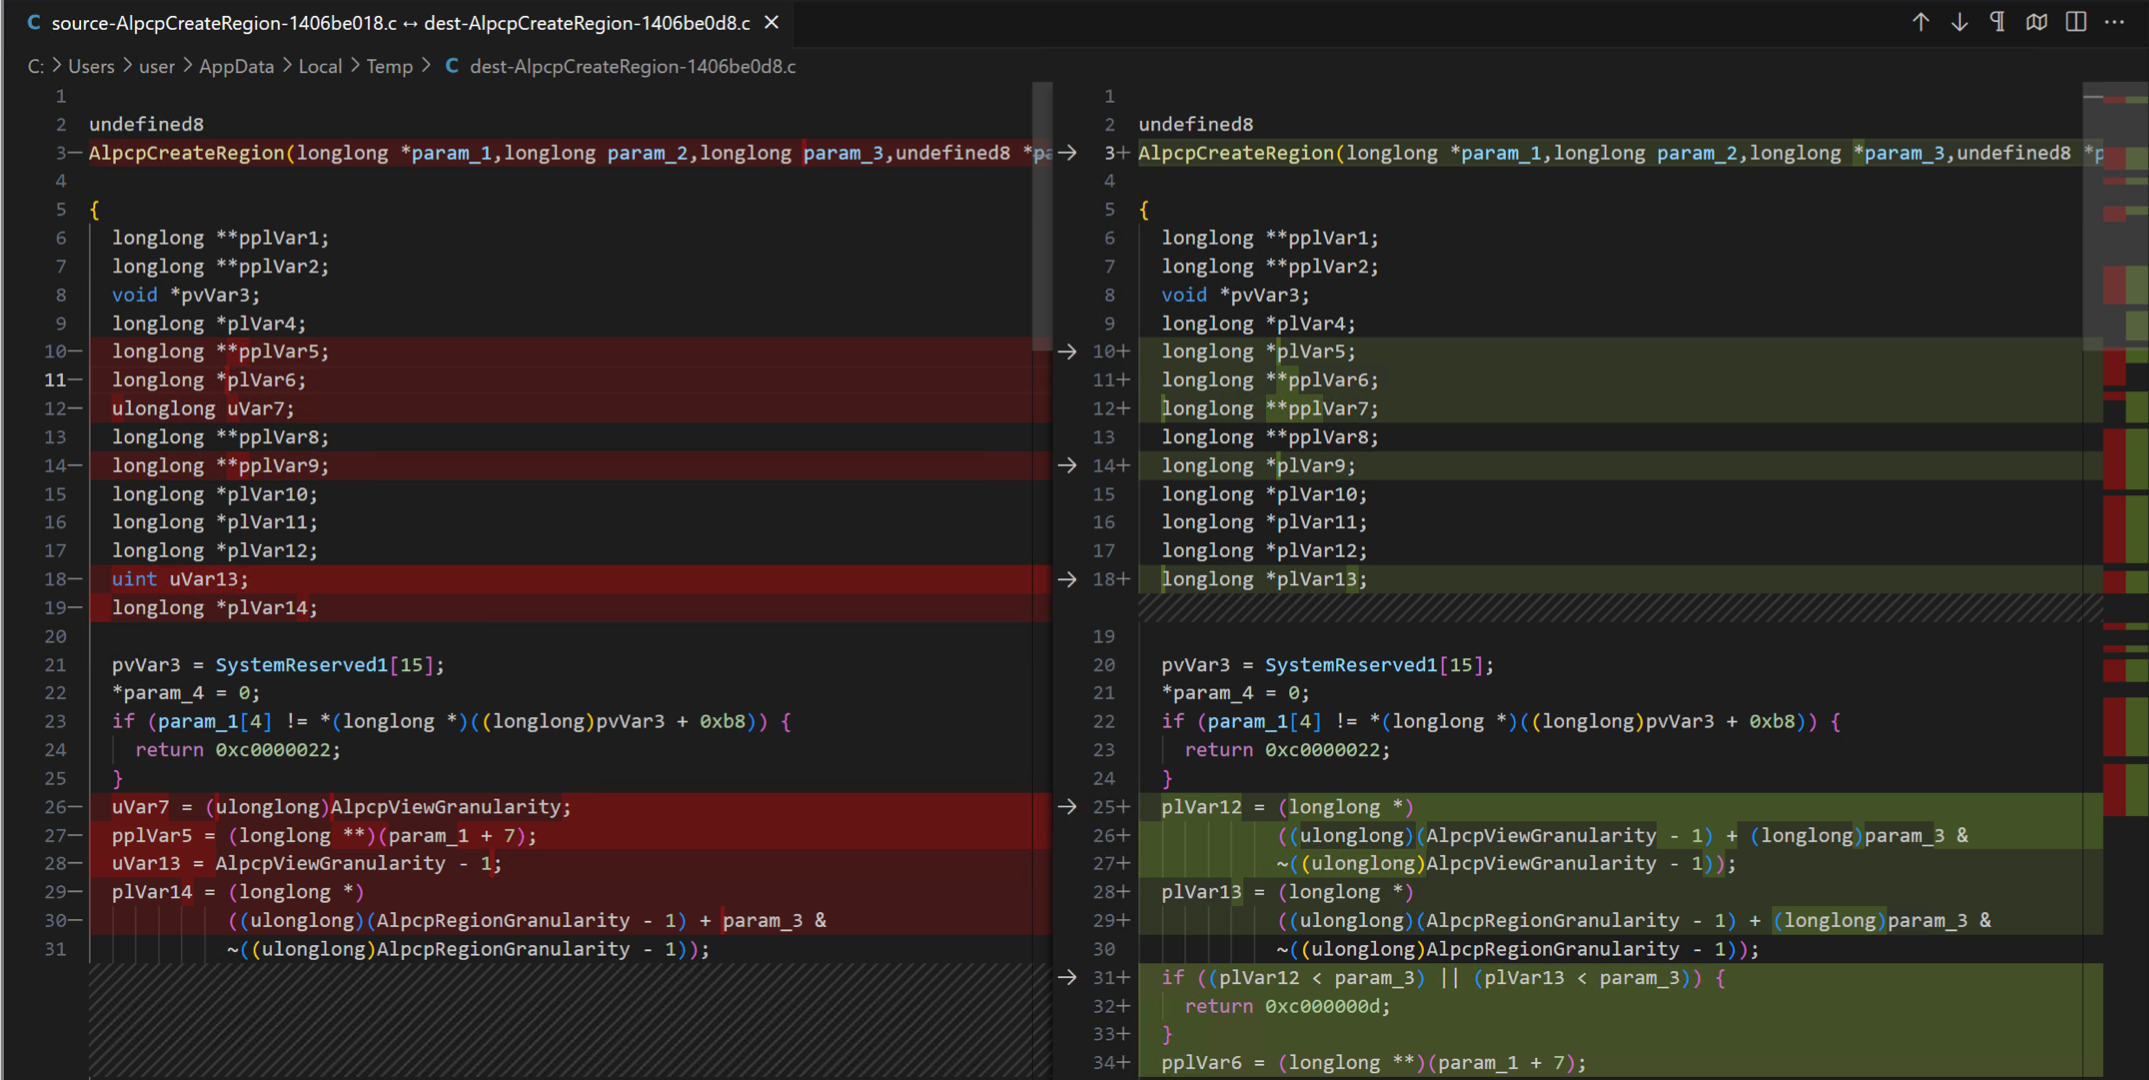 C source-AlpcpCreateRegion-1406be018.c ↔ dest-AlpcpCreateRegion-1406be0d8.c ×
C: > Users > user > AppData > Local > Temp > C dest-AlpcpCreateRegion-1406be0d8.c
1
2 undefined8
3— AlpcpCreateRegion(longlong *param_1,longlong param_2,longlong param_3,undefined8 *pa
4
5 {
6 longlong **pplVar1;
7 longlong **pplVar2;
8 void *pvVar3;
9 longlong *plVar4;
10— longlong **pplVar5;
11— longlong *plVar6;
12— ulonglong uVar7;
13 longlong **pplVar8;
14— longlong **pplVar9;
15 longlong *plVar10;
16 longlong *plVar11;
17 longlong *plVar12;
18— uint uVar13;
19— longlong *plVar14;
20
21 pvVar3 = SystemReserved1[15];
22 *param_4 = 0;
23 if (param_1[4] != *(longlong *)((longlong)pvVar3 + 0xb8)) {
24 return 0xc0000022;
25 }
26— uVar7 = (ulonglong)AlpcpViewGranularity;
27— pplVar5 = (longlong **)(param_1 + 7);
28— uVar13 = AlpcpViewGranularity - 1;
29— plVar14 = (longlong *)
30— ((ulonglong)(AlpcpRegionGranularity - 1) + param_3 &
31 ~((ulonglong)AlpcpRegionGranularity - 1));
1
2 undefined8
3+ AlpcpCreateRegion(longlong *param_1,longlong param_2,longlong *param_3,undefined8 *p
4
5 {
6 longlong **pplVar1;
7 longlong **pplVar2;
8 void *pvVar3;
9 longlong *plVar4;
10+ longlong *plVar5;
11+ longlong **pplVar6;
12+ longlong **pplVar7;
13 longlong **pplVar8;
14+ longlong *plVar9;
15 longlong *plVar10;
16 longlong *plVar11;
17 longlong *plVar12;
18+ longlong *plVar13;
19
20 pvVar3 = SystemReserved1[15];
21 *param_4 = 0;
22 if (param_1[4] != *(longlong *)((longlong)pvVar3 + 0xb8)) {
23 return 0xc0000022;
24 }
25+ plVar12 = (longlong *)
26+ ((ulonglong)(AlpcpViewGranularity - 1) + (longlong)param_3 &
27+ ~((ulonglong)AlpcpViewGranularity - 1));
28+ plVar13 = (longlong *)
29+ ((ulonglong)(AlpcpRegionGranularity - 1) + (longlong)param_3 &
30 ~((ulonglong)AlpcpRegionGranularity - 1));
31+ if ((plVar12 < param_3) || (plVar13 < param_3)) {
32+ return 0xc000000d;
33+ }
34+ pplVar6 = (longlong **)(param_1 + 7);